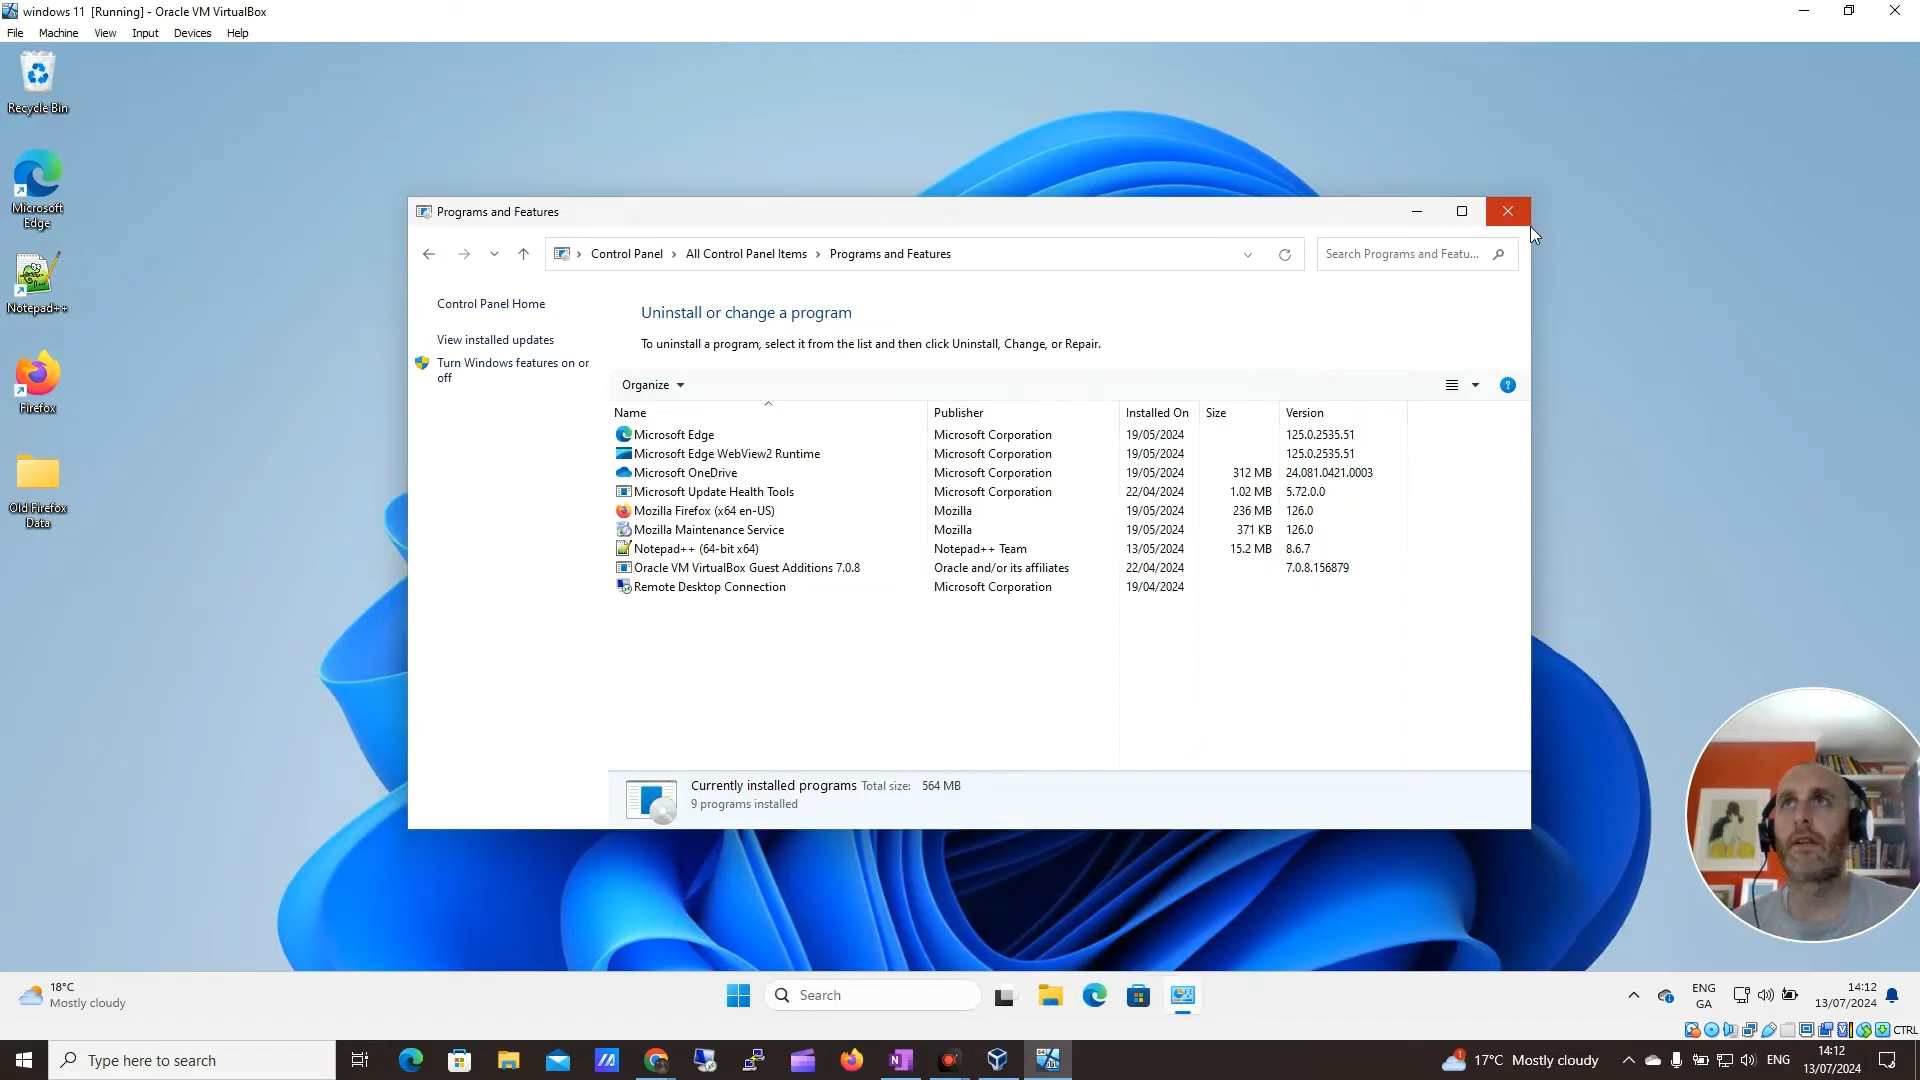 windows 11 [Running] - Oracle VM VirtualBox
File Machine View Input Devices Help
Recycle Bin
Microsoft
Edge
Notepad++
Firefox
Old Firefox
Data
Programs and Features
Control Panel > All Control Panel Items > Programs and Features
Search Programs and Featu...
Control Panel Home
View installed updates
Turn Windows features on or
off
Uninstall or change a program
To uninstall a program, select it from the list and then click Uninstall, Change, or Repair.
Organize
Name Publisher Installed On Size Version
Microsoft Edge Microsoft Corporation 19/05/2024 125.0.2535.51
Microsoft Edge WebView2 Runtime Microsoft Corporation 19/05/2024 125.0.2535.51
Microsoft OneDrive Microsoft Corporation 19/05/2024 312 MB 24.081.0421.0003
Microsoft Update Health Tools Microsoft Corporation 22/04/2024 1.02 MB 5.72.0.0
Mozilla Firefox (x64 en-US) Mozilla 19/05/2024 236 MB 126.0
Mozilla Maintenance Service Mozilla 19/05/2024 371 KB 126.0
Notepad++ (64-bit x64) Notepad++ Team 13/05/2024 15.2 MB 8.6.7
Oracle VM VirtualBox Guest Additions 7.0.8 Oracle and/or its affiliates 22/04/2024 7.0.8.156879
Remote Desktop Connection Microsoft Corporation 19/04/2024
Currently installed programs Total size: 564 MB
9 programs installed
18°C
Mostly cloudy
Search
ENG
GA
14:12
13/07/2024
CTRL
Type here to search
1
17°C Mostly cloudy
ENG
14:12
13/07/2024